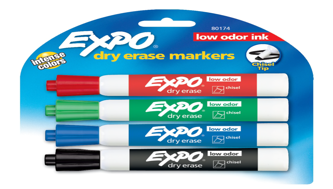 80174
low odor ink
EXPO®
dry erase markers
Intense
Colors
Chisel
Tip
EXPO
low odor
dry erase
chisel
EXPO
low odor
dry erase
chisel
EXPO
low odor
dry erase
chisel
EXPO
low odor
dry erase
chisel